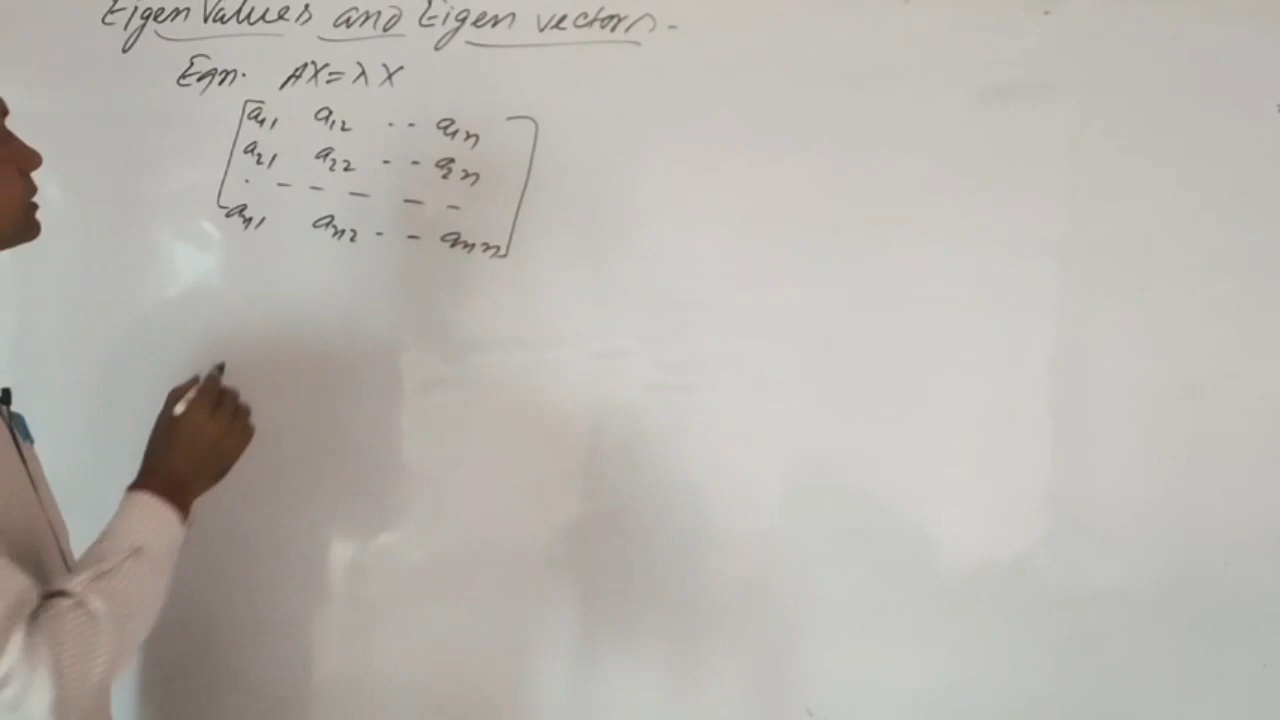 Eigen Values and Eigen vectors.
Eqn. AX = λX
a₁₁ a₁₂ .. a₁ₙ
a₂₁ a₂₂ - - a₂ₙ
. - - - - -
aₙ₁ aₙ₂ . - aₙₙ